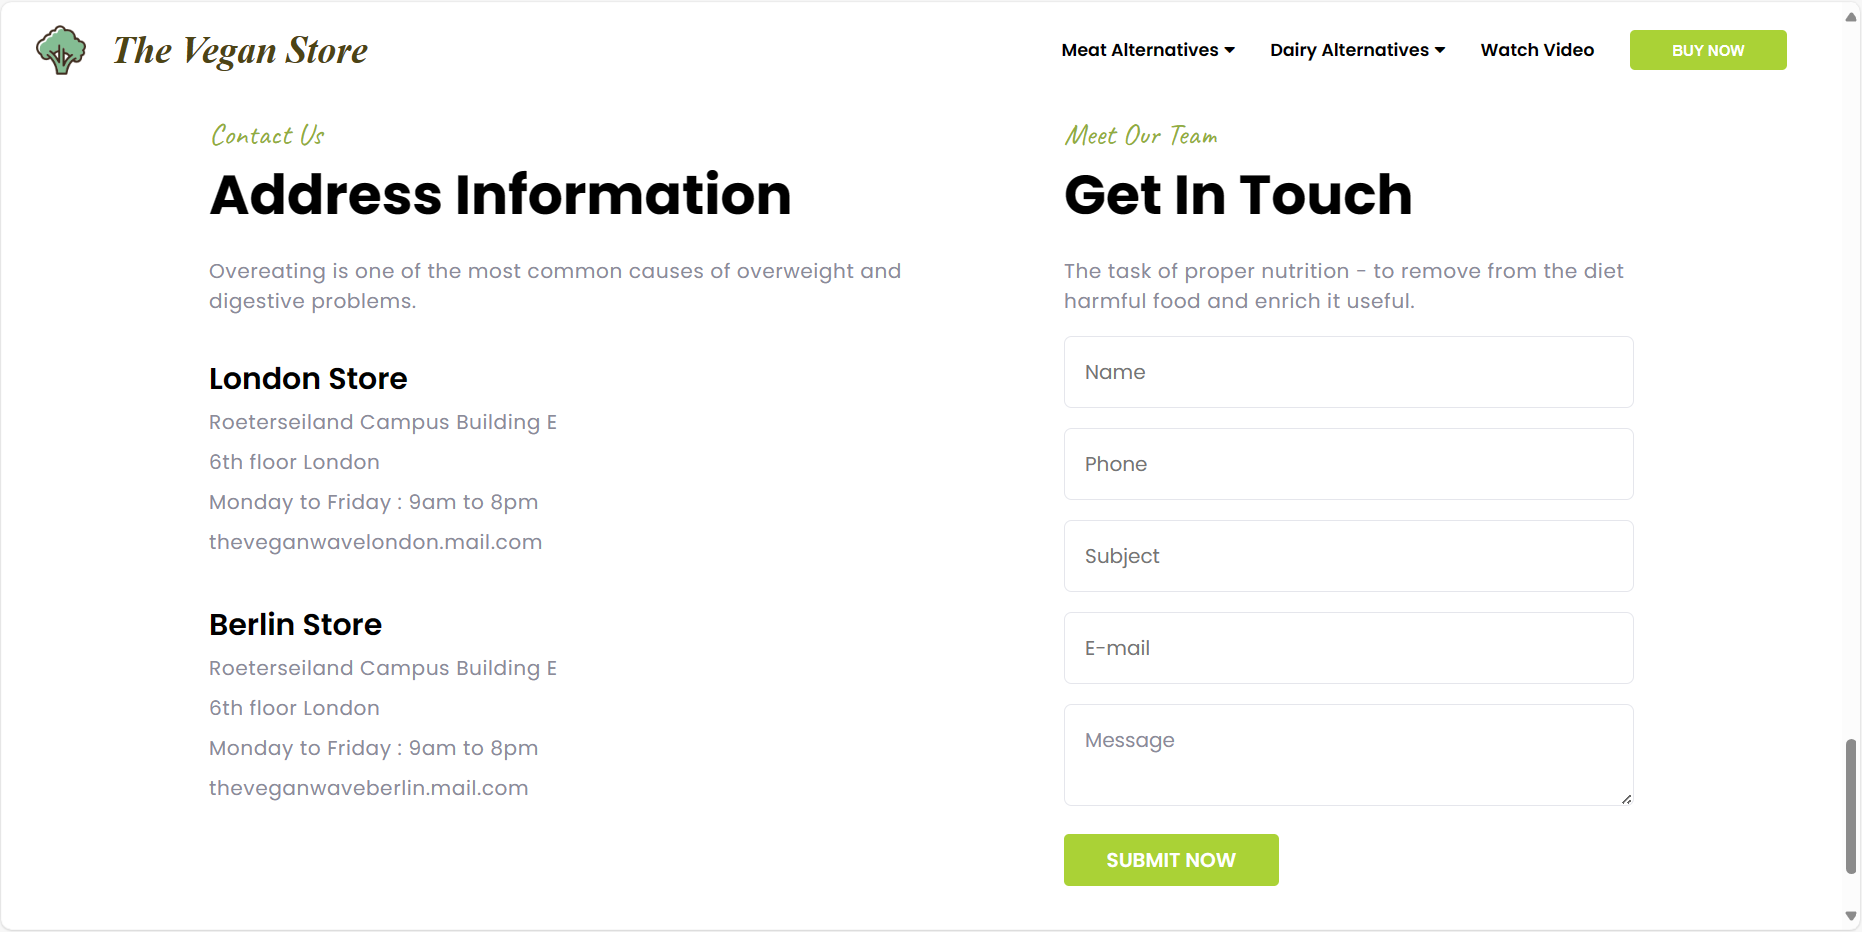 The Vegan Store
Meat Alternatives
Dairy Alternatives
Watch Video
BUY NOW
Contact Us
Address Information
Overeating is one of the most common causes of overweight and
digestive problems.
London Store
Roeterseiland Campus Building E
6th floor London
Monday to Friday : 9am to 8pm
theveganwavelondon.mail.com
Berlin Store
Roeterseiland Campus Building E
6th floor London
Monday to Friday : 9am to 8pm
theveganwaveberlin.mail.com
Meet Our Team
Get In Touch
The task of proper nutrition - to remove from the diet
harmful food and enrich it useful.
Name
Phone
Subject
E-mail
Message
SUBMIT NOW